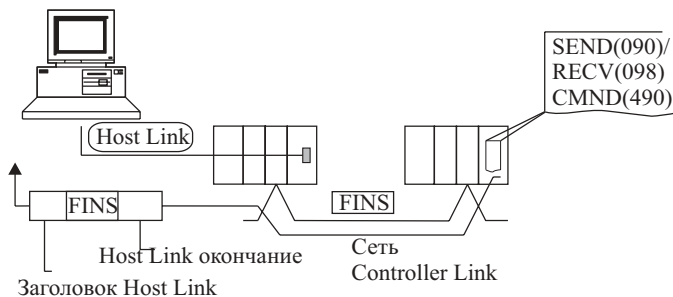 SEND(090)/
RECV(098)
CMND(490)
Host Link
FINS
FINS
Host Link окончание
Заголовок Host Link
Сеть
Controller Link